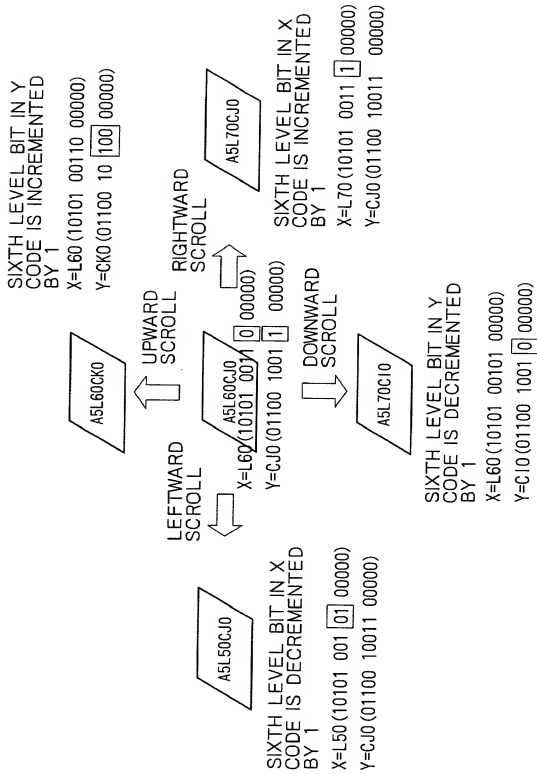 SIXTH LEVEL BIT IN Y
CODE IS INCREMENTED
BY 1
X=L60 (10101 00110 00000)
Y=CK0 (01100 10 100 00000)
A5L60CK0
UPWARD
SCROLL
LEFTWARD
SCROLL
RIGHTWARD
SCROLL
A5L50CJ0
SIXTH LEVEL BIT IN X
CODE IS DECREMENTED
BY 1
X=L50 (10101 001 01 00000)
Y=CJ0 (01100 10011 00000)
A5L60CJ0
X=L60 (10101 0011 0 00000)
Y=CJ0 (01100 1001 1 00000)
A5L70CJ0
SIXTH LEVEL BIT IN X
CODE IS INCREMENTED
BY 1
X=L70 (10101 0011 1 00000)
Y=CJ0 (01100 10011 00000)
DOWNWARD
SCROLL
A5L70CI0
SIXTH LEVEL BIT IN Y
CODE IS DECREMENTED
BY 1
X=L60 (10101 00101 00000)
Y=CI0 (01100 1001 0 00000)